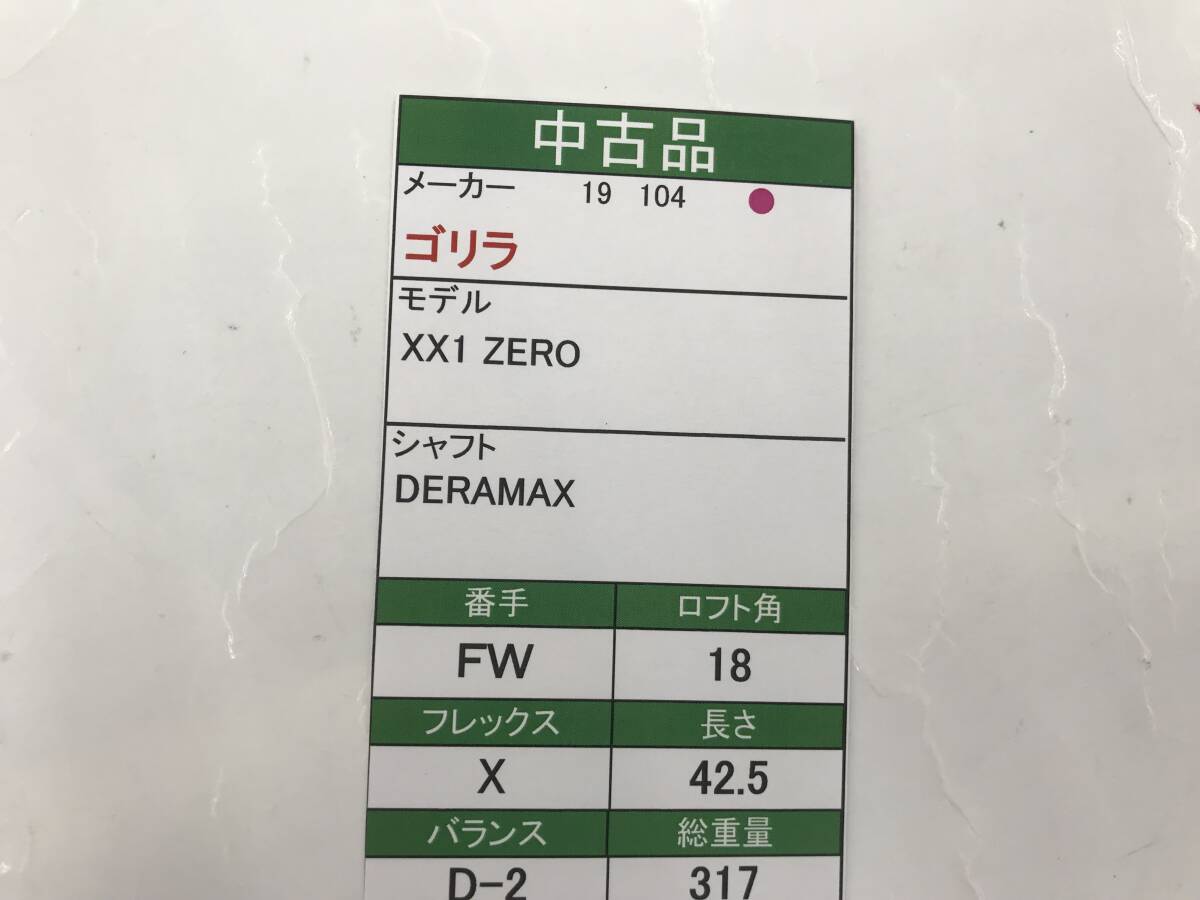 中古品
メーカー 19 104
ゴリラ
モデル
XX1 ZERO
シャフト
DERAMAX
番手 ロフト角
FW 18
フレックス 長さ
X 42.5
バランス 総重量
D-2 317